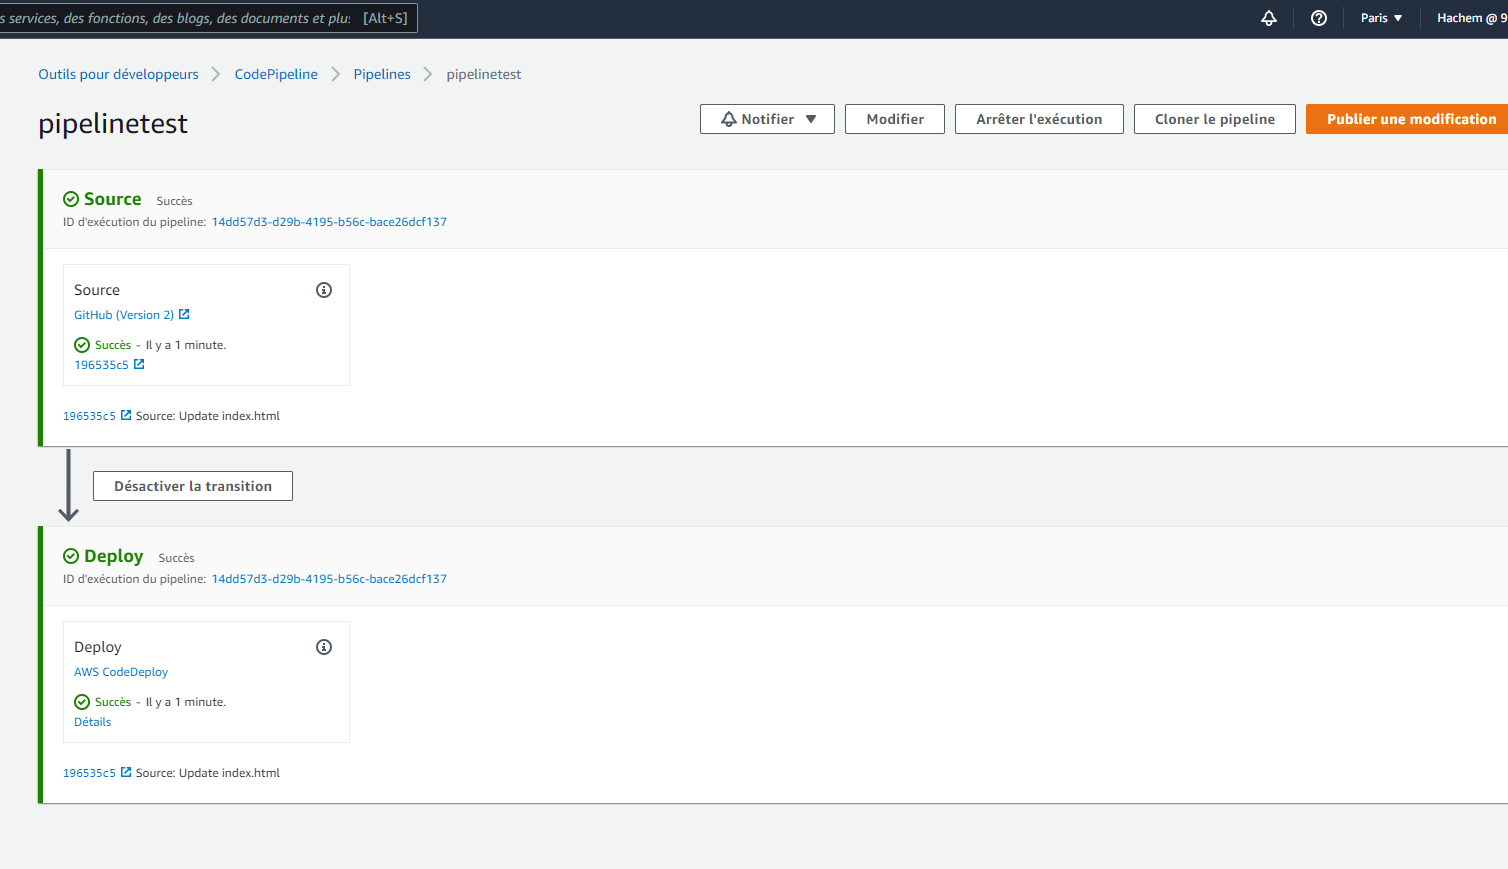 s services, des fonctions, des blogs, des documents et plus [Alt+S] Paris Hachem @ 9
Outils pour développeurs CodePipeline Pipelines pipelinetest
pipelinetest
Notifier Modifier Arrêter l'exécution Cloner le pipeline Publier une modification
Source Succès
ID d'exécution du pipeline: 14dd57d3-d29b-4195-b56c-bace26dcf137
Source
GitHub (Version 2)
Succès - Il y a 1 minute.
196535c5
196535c5 Source: Update index.html
Désactiver la transition
Deploy Succès
ID d'exécution du pipeline: 14dd57d3-d29b-4195-b56c-bace26dcf137
Deploy
AWS CodeDeploy
Succès - Il y a 1 minute.
Détails
196535c5 Source: Update index.html